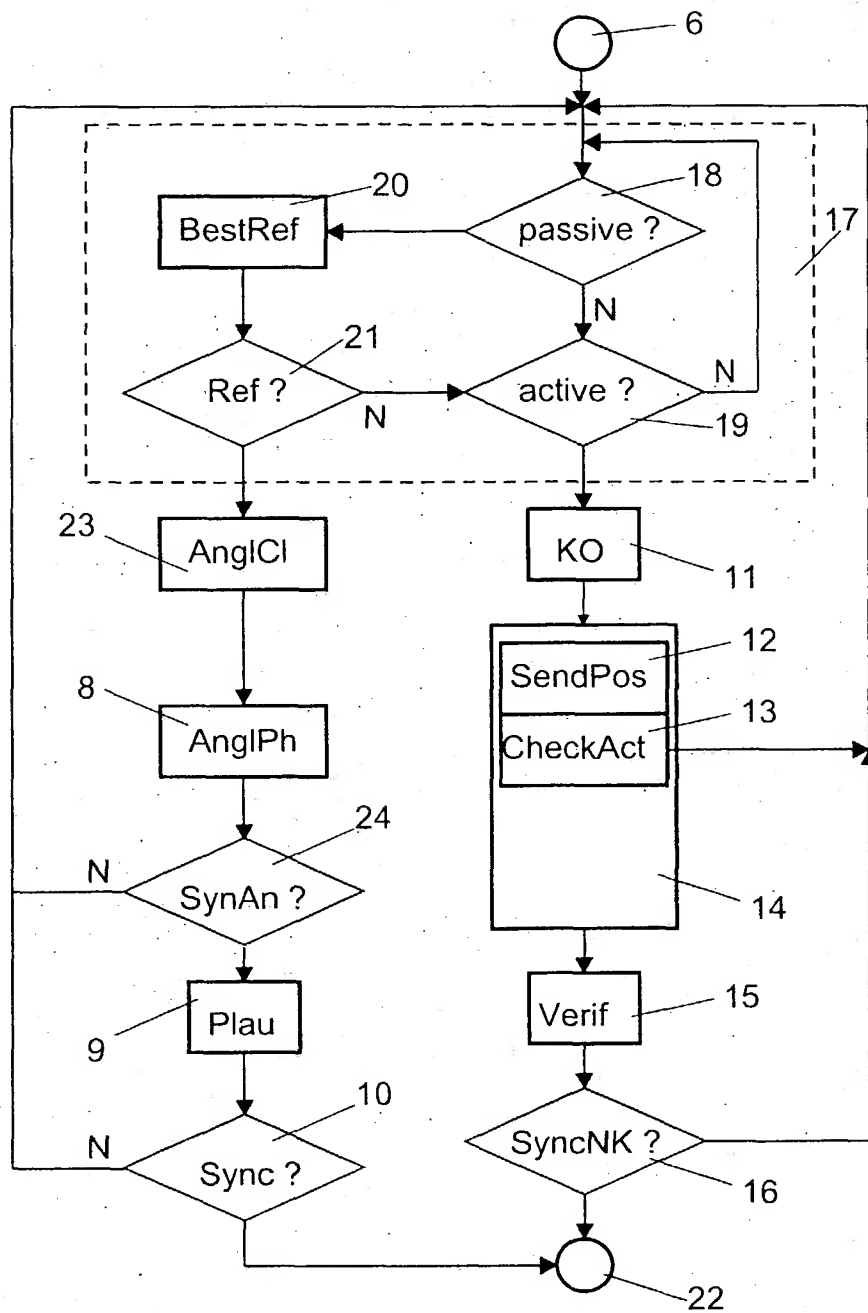 6
20
18
BestRef
passive ?
17
N
21
Ref ?
active ?
N
N
19
23
AnglCl
KO
11
12
SendPos
8
13
AnglPh
CheckAct
24
N
SynAn ?
14
9
Plau
Verif
15
10
N
Sync ?
SyncNK ?
16
22